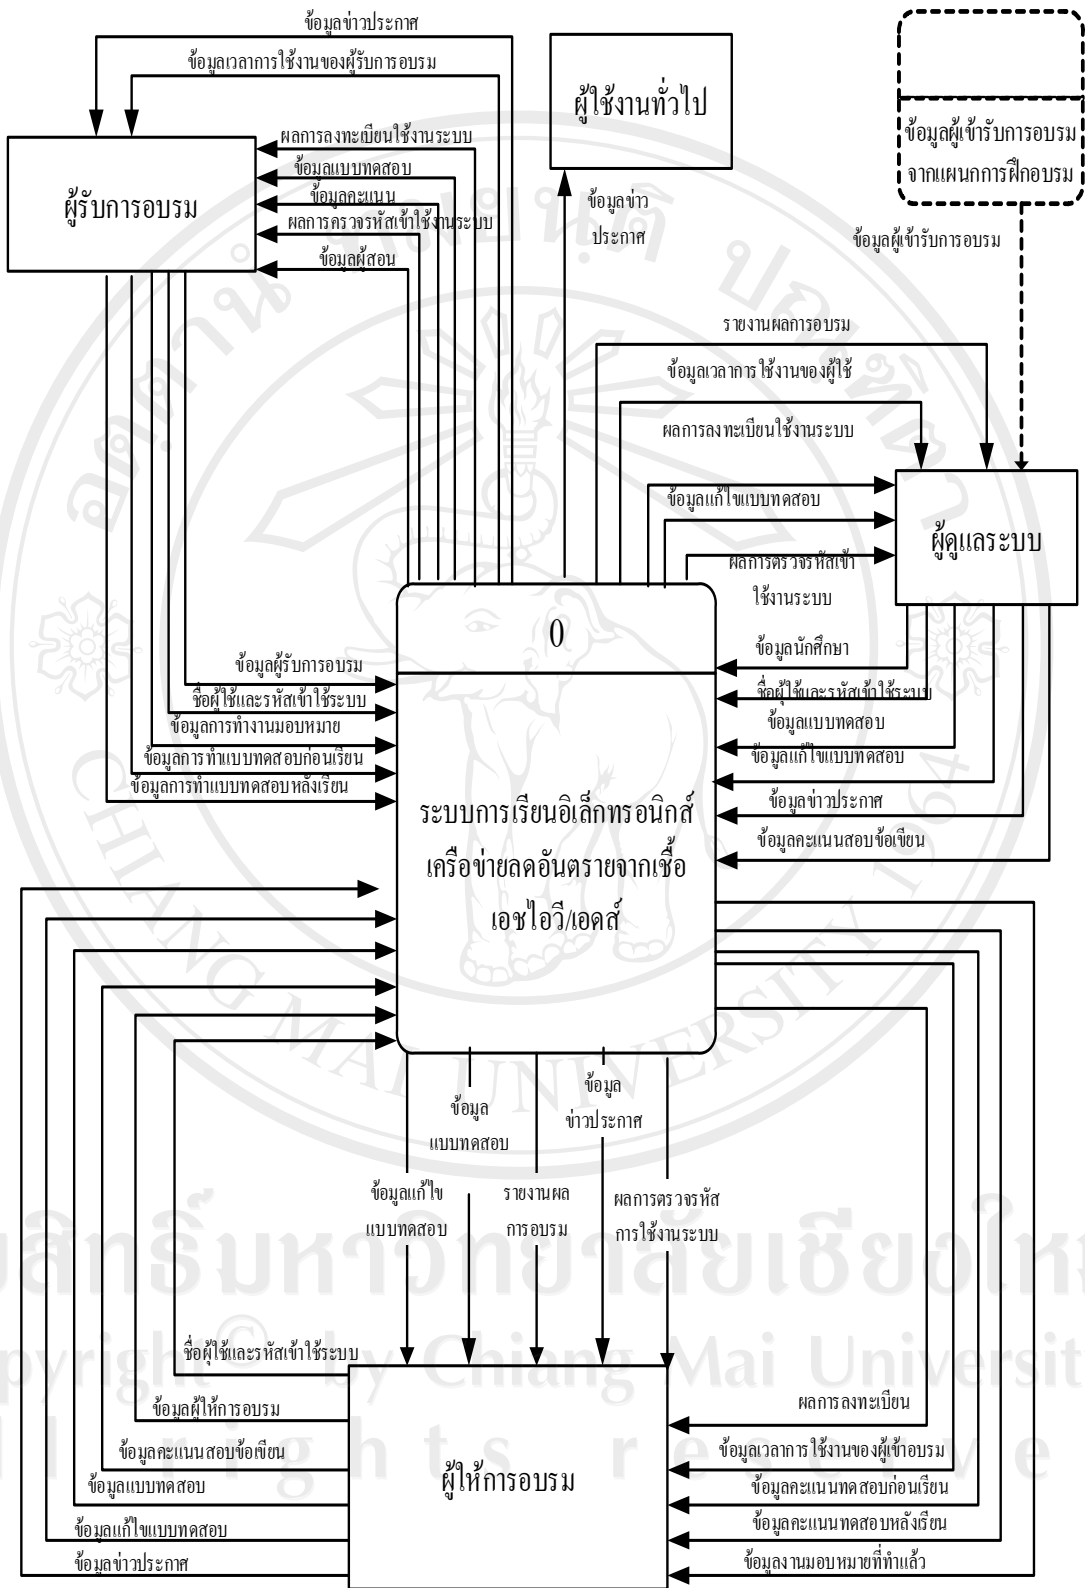 ข้อมูลข่าวประกาศ
ข้อมูลเวลาการใช้งานของผู้รับการอบรม
ผู้ใช้งานทั่วไป
ข้อมูลผู้เข้ารับการอบรม
จากแผนกการฝึกอบรม
ผลการลงทะเบียนใช้งานระบบ
ข้อมูลแบบทดสอบ
ข้อมูลคะแนน
ผลการตรวจรหัสเข้าใช้งานระบบ
ข้อมูลผู้สอน
ผู้รับการอบรม
ข้อมูลข่าว
ประกาศ
ข้อมูลผู้เข้ารับการอบรม
รายงานผลการอบรม
ข้อมูลเวลาการใช้งานของผู้ใช้
ผลการลงทะเบียนใช้งานระบบ
ข้อมูลแก้ไขแบบทดสอบ
ผลการตรวจรหัสเข้า
ใช้งานระบบ
ผู้ดูแลระบบ
0
ข้อมูลผู้รับการอบรม
ชื่อผู้ใช้และรหัสเข้าใช้ระบบ
ข้อมูลการทำงานมอบหมาย
ข้อมูลการทำแบบทดสอบก่อนเรียน
ข้อมูลการทำแบบทดสอบหลังเรียน
ข้อมูลนักศึกษา
ชื่อผู้ใช้และรหัสเข้าใช้ระบบ
ข้อมูลแบบทดสอบ
ข้อมูลแก้ไขแบบทดสอบ
ข้อมูลข่าวประกาศ
ข้อมูลคะแนนสอบข้อเขียน
ระบบการเรียนอิเล็กทรอนิกส์
เครือข่ายลดอันตรายจากเชื้อ
เอชไอวี/เอดส์
CHIANG MAI UNIVERSITY 1964
ข้อมูล
แบบทดสอบ
ข้อมูล
ข่าวประกาศ
ข้อมูลแก้ไข
แบบทดสอบ
รายงานผล
การอบรม
ผลการตรวจรหัส
การใช้งานระบบ
สิทธิ์มหาวิทยาลัยเชียงให
pyright © by Chiang Mai Universit
l rights reserve
ชื่อผู้ใช้และรหัสเข้าใช้ระบบ
ข้อมูลผู้ให้การอบรม
ข้อมูลคะแนนสอบข้อเขียน
ข้อมูลแบบทดสอบ
ข้อมูลแก้ไขแบบทดสอบ
ข้อมูลข่าวประกาศ
ผู้ให้การอบรม
ผลการลงทะเบียน
ข้อมูลเวลาการใช้งานของผู้เข้าอบรม
ข้อมูลคะแนนทดสอบก่อนเรียน
ข้อมูลคะแนนทดสอบหลังเรียน
ข้อมูลงานมอบหมายที่ทำแล้ว